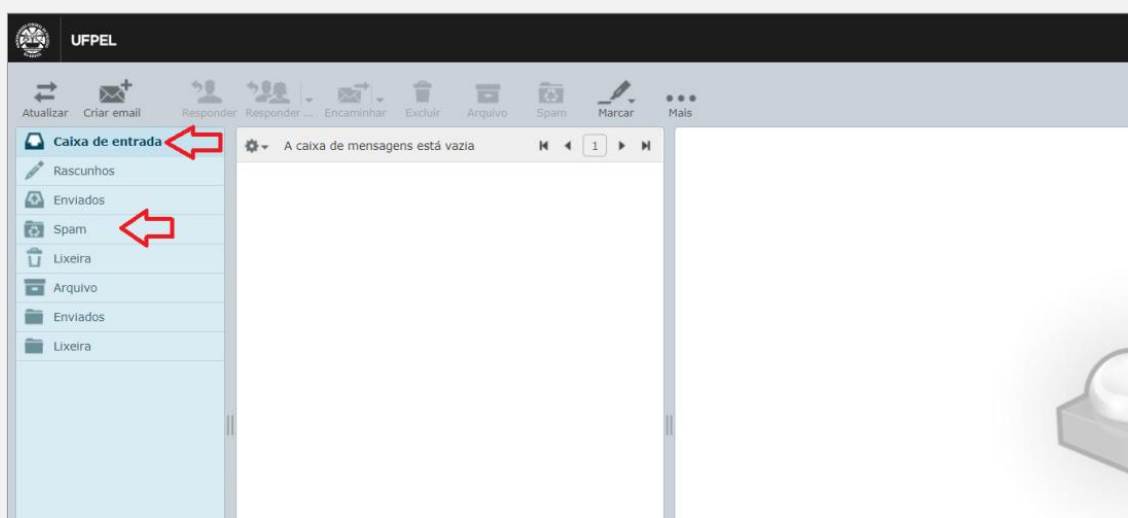 UFPEL
Atualizar Criar email Responder Responder ... Encaminhar Excluir Arquivo Spam Marcar Mais
Caixa de entrada
A caixa de mensagens está vazia 1
Rascunhos
Enviados
Spam
Lixeira
Arquivo
Enviados
Lixeira